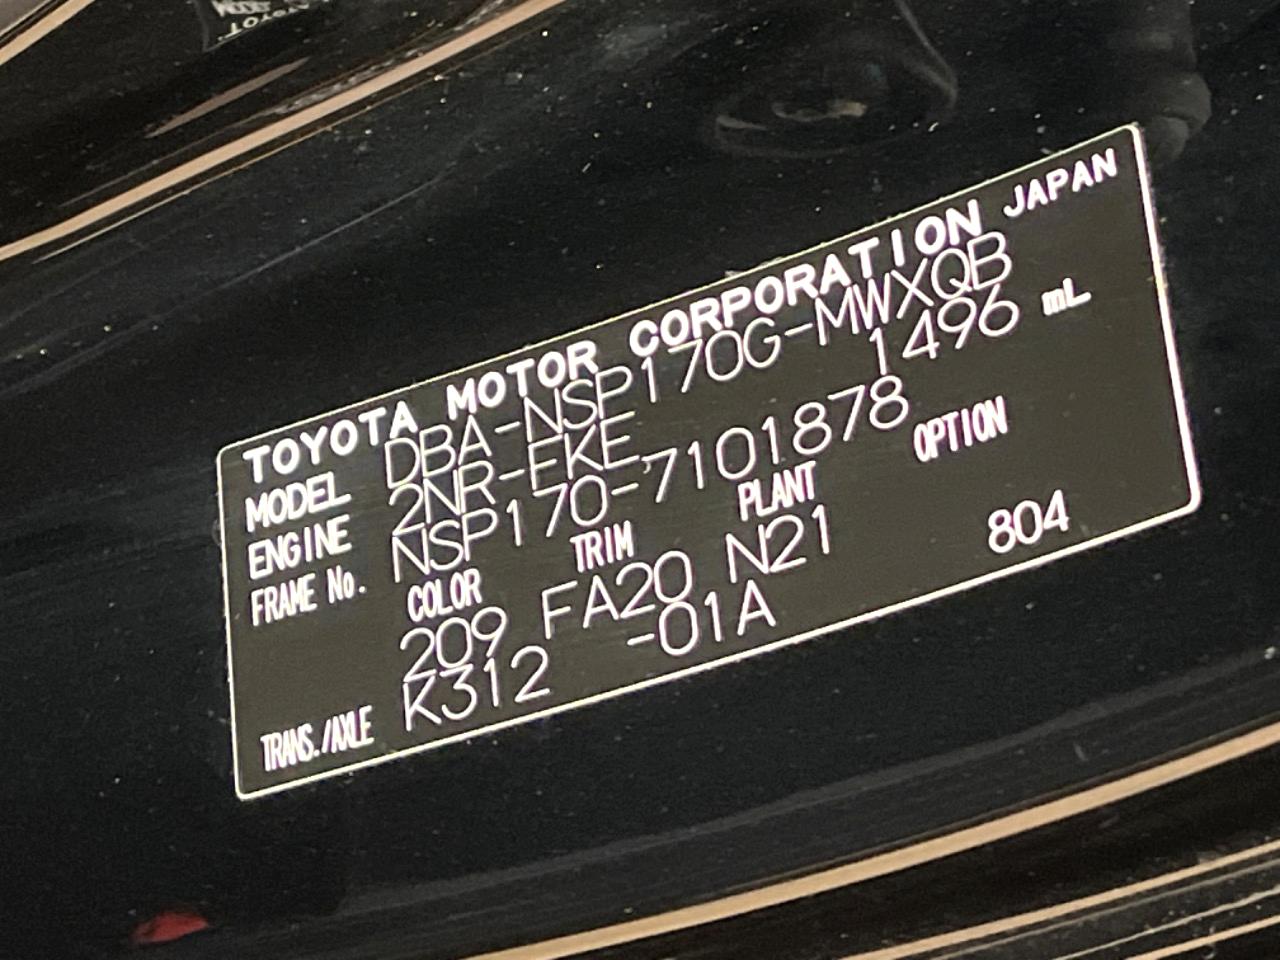 TOYOTA MOTOR CORPORATION JAPAN
MODEL DBA-NSP170G-MWXQB
ENGINE 2NR-FKE 1496 mL
FRAME No. NSP170-7101878
COLOR TRIM PLANT OPTION
209 FA20 N21 804
TRANS./AXLE K312 -01A